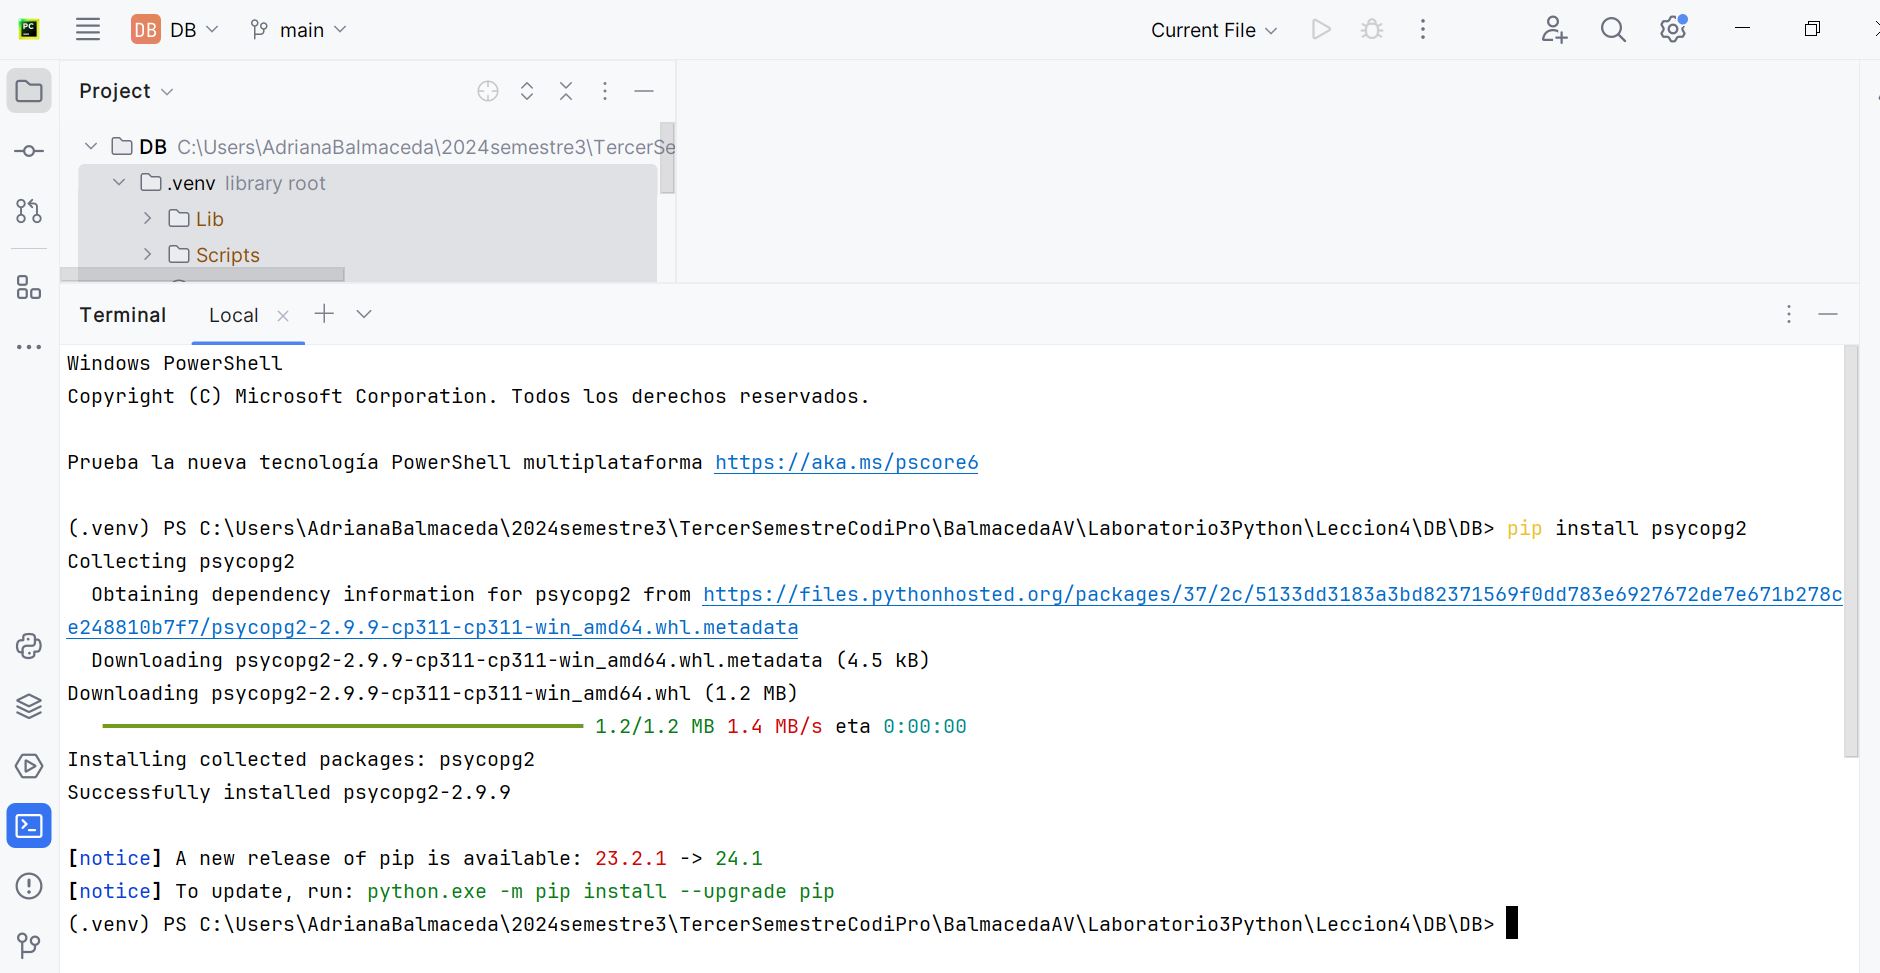 PC DB DB main Current File
Project
DB C:\Users\AdrianaBalmaceda\2024semestre3\TercerSe
.venv library root
Lib
Scripts
Terminal Local
Windows PowerShell
Copyright (C) Microsoft Corporation. Todos los derechos reservados.
Prueba la nueva tecnología PowerShell multiplataforma https://aka.ms/pscore6
(.venv) PS C:\Users\AdrianaBalmaceda\2024semestre3\TercerSemestreCodiPro\BalmacedaAV\Laboratorio3Python\Leccion4\DB\DB> pip install psycopg2
Collecting psycopg2
  Obtaining dependency information for psycopg2 from https://files.pythonhosted.org/packages/37/2c/5133dd3183a3bd82371569f0dd783e6927672de7e671b278c
e248810b7f7/psycopg2-2.9.9-cp311-cp311-win_amd64.whl.metadata
  Downloading psycopg2-2.9.9-cp311-cp311-win_amd64.whl.metadata (4.5 kB)
Downloading psycopg2-2.9.9-cp311-cp311-win_amd64.whl (1.2 MB)
1.2/1.2 MB 1.4 MB/s eta 0:00:00
Installing collected packages: psycopg2
Successfully installed psycopg2-2.9.9
[notice] A new release of pip is available: 23.2.1 -> 24.1
[notice] To update, run: python.exe -m pip install --upgrade pip
(.venv) PS C:\Users\AdrianaBalmaceda\2024semestre3\TercerSemestreCodiPro\BalmacedaAV\Laboratorio3Python\Leccion4\DB\DB>